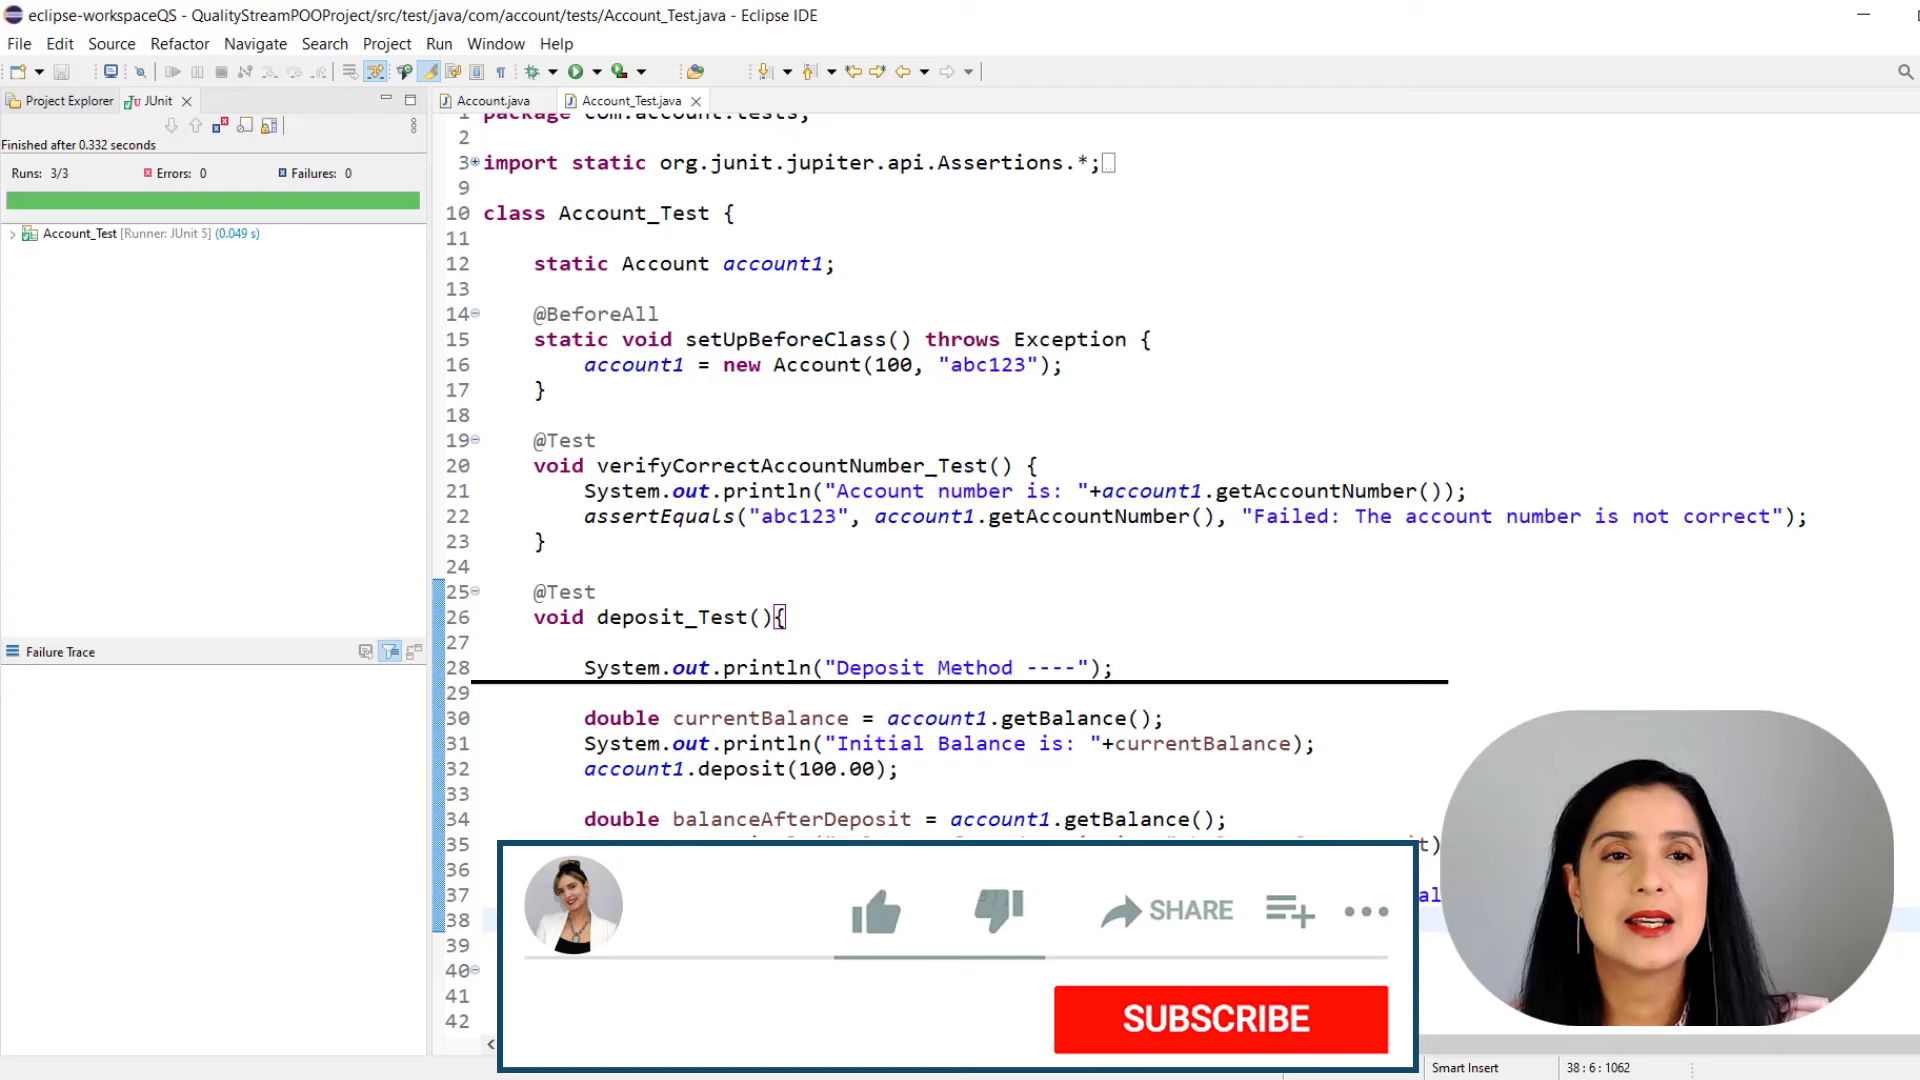 eclipse-workspaceQS - QualityStreamPOOProject/src/test/java/com/account/tests/Account_Test.java - Eclipse IDE
File Edit Source Refactor Navigate Search Project Run Window Help
Project Explorer JUnit
Account.java Account_Test.java
Finished after 0.332 seconds
Runs: 3/3 Errors: 0 Failures: 0
Account_Test [Runner: JUnit 5] (0.049 s)
Failure Trace
1 package com.account.tests;
2
3 import static org.junit.jupiter.api.Assertions.*;
9
10 class Account_Test {
11
12 static Account account1;
13
14 @BeforeAll
15 static void setUpBeforeClass() throws Exception {
16 account1 = new Account(100, "abc123");
17 }
18
19 @Test
20 void verifyCorrectAccountNumber_Test() {
21 System.out.println("Account number is: "+account1.getAccountNumber());
22 assertEquals("abc123", account1.getAccountNumber(), "Failed: The account number is not correct");
23 }
24
25 @Test
26 void deposit_Test(){
27
28 System.out.println("Deposit Method ----");
29
30 double currentBalance = account1.getBalance();
31 System.out.println("Initial Balance is: "+currentBalance);
32 account1.deposit(100.00);
33
34 double balanceAfterDeposit = account1.getBalance();
35
36
37
38
39
40
41
42
SHARE
SUBSCRIBE
Smart Insert 38 : 6 : 1062